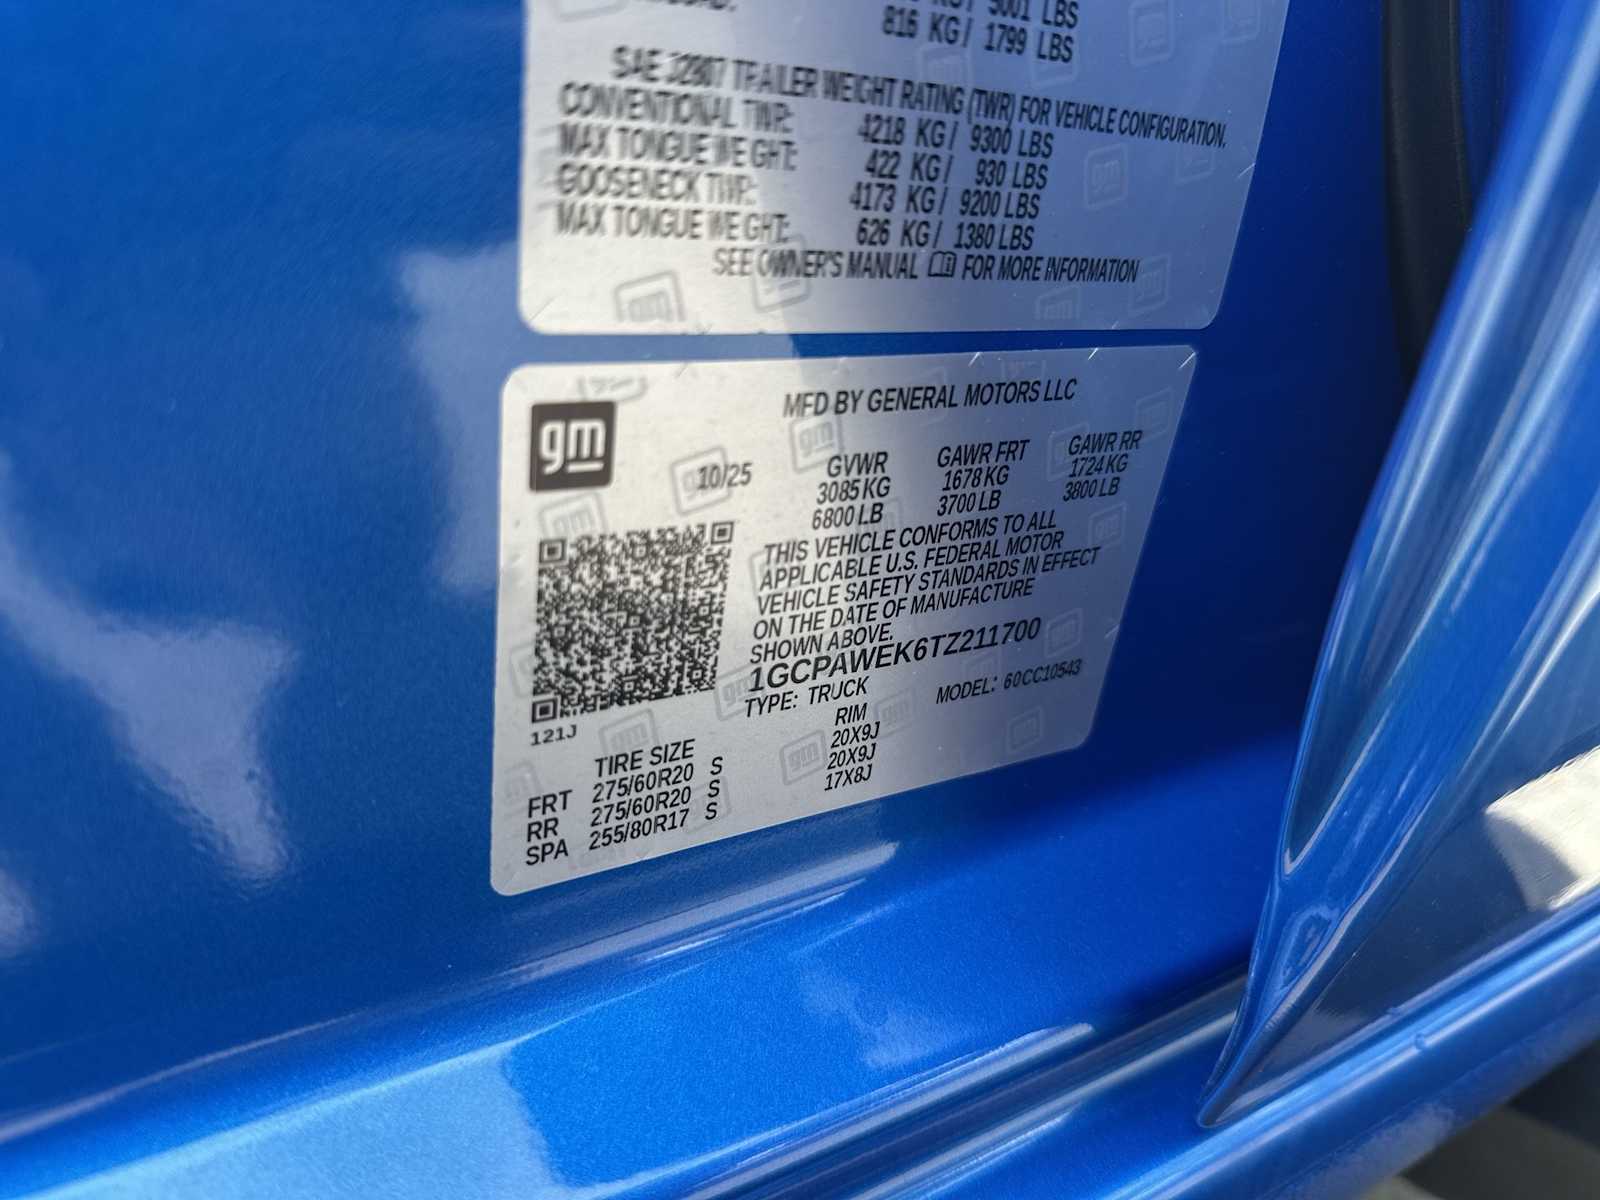 KG/ 5001 LBS
816 KG/ 1799 LBS
SAE J2807 TRAILER WEIGHT RATING (TWR) FOR VEHICLE CONFIGURATION.
CONVENTIONAL TWR: 4218 KG/ 9300 LBS
MAX TONGUE WEIGHT: 422 KG/ 930 LBS
GOOSENECK TWR: 4173 KG/ 9200 LBS
MAX TONGUE WEIGHT: 626 KG/ 1380 LBS
SEE OWNER'S MANUAL FOR MORE INFORMATION
gm
MFD BY GENERAL MOTORS LLC
10/25 GVWR GAWR FRT GAWR RR
3085 KG 1678 KG 1724 KG
6800 LB 3700 LB 3800 LB
THIS VEHICLE CONFORMS TO ALL
APPLICABLE U.S. FEDERAL MOTOR
VEHICLE SAFETY STANDARDS IN EFFECT
ON THE DATE OF MANUFACTURE
SHOWN ABOVE.
1GCPAWEK6TZ211700
TYPE: TRUCK MODEL: 60CC10543
121J
TIRE SIZE RIM
FRT 275/60R20 S 20X9J
RR 275/60R20 S 20X9J
SPA 255/80R17 S 17X8J